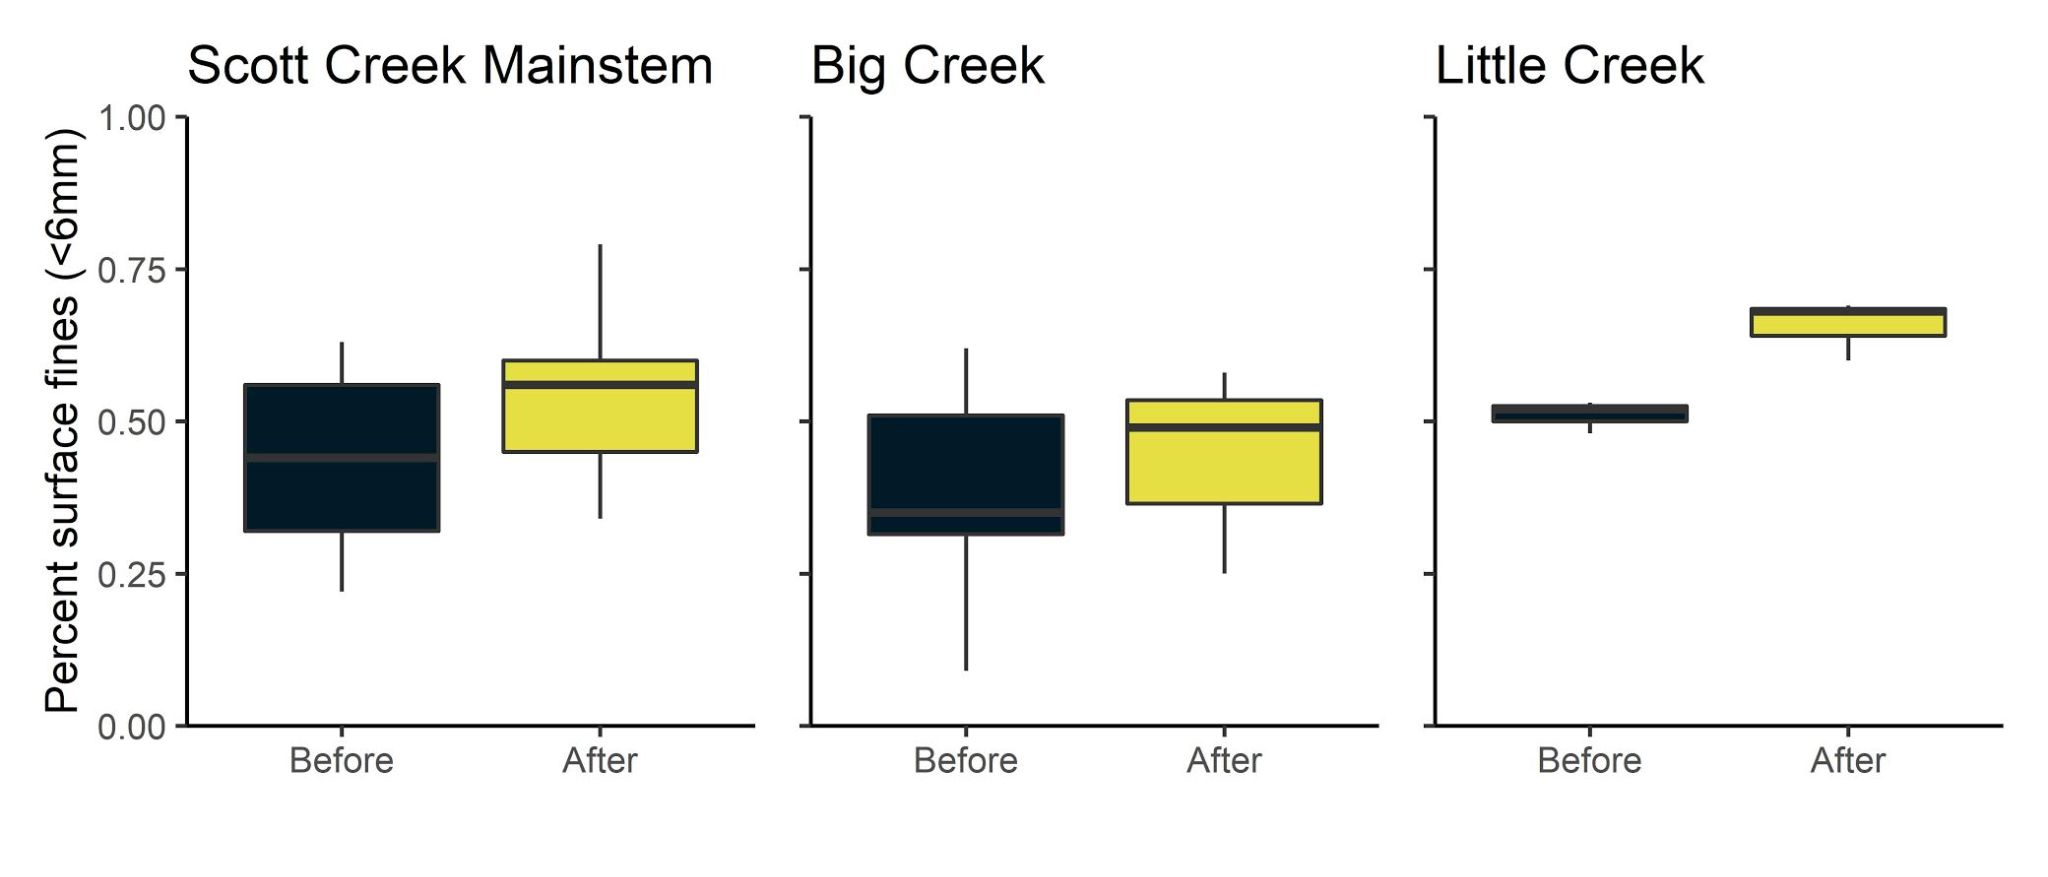 Scott Creek Mainstem
Big Creek
Little Creek
Percent surface fines (<6mm)
1.00
0.75
0.50
0.25
0.00
Before
After
Before
After
Before
After